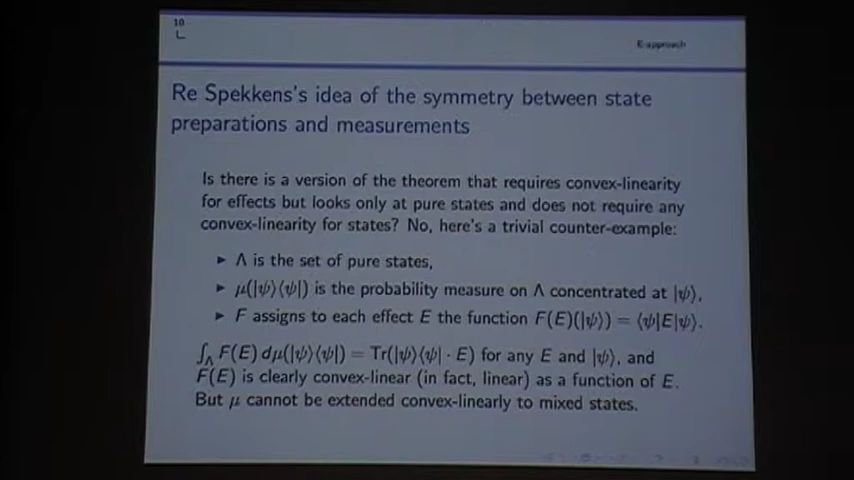 10
E-approach
Re Spekkens's idea of the symmetry between state
preparations and measurements
Is there a version of the theorem that requires convex-linearity
for effects but looks only at pure states and does not require any
convex-linearity for states? No, here's a trivial counter-example:
▶ Λ is the set of pure states,
▶ μ(|ψ⟩⟨ψ|) is the probability measure on Λ concentrated at |ψ⟩,
▶ F assigns to each effect E the function F(E)(|ψ⟩) = ⟨ψ|E|ψ⟩.
∫_Λ F(E) dμ(|ψ⟩⟨ψ|) = Tr(|ψ⟩⟨ψ| · E) for any E and |ψ⟩, and
F(E) is clearly convex-linear (in fact, linear) as a function of E.
But μ cannot be extended convex-linearly to mixed states.